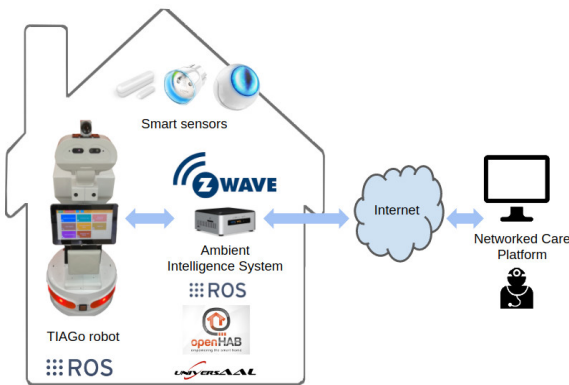 Smart sensors
Z WAVE
Internet
Ambient
Intelligence System
Networked Care
Platform
ROS
TIAGo robot
openHAB
ROS
UNIVERSAAL